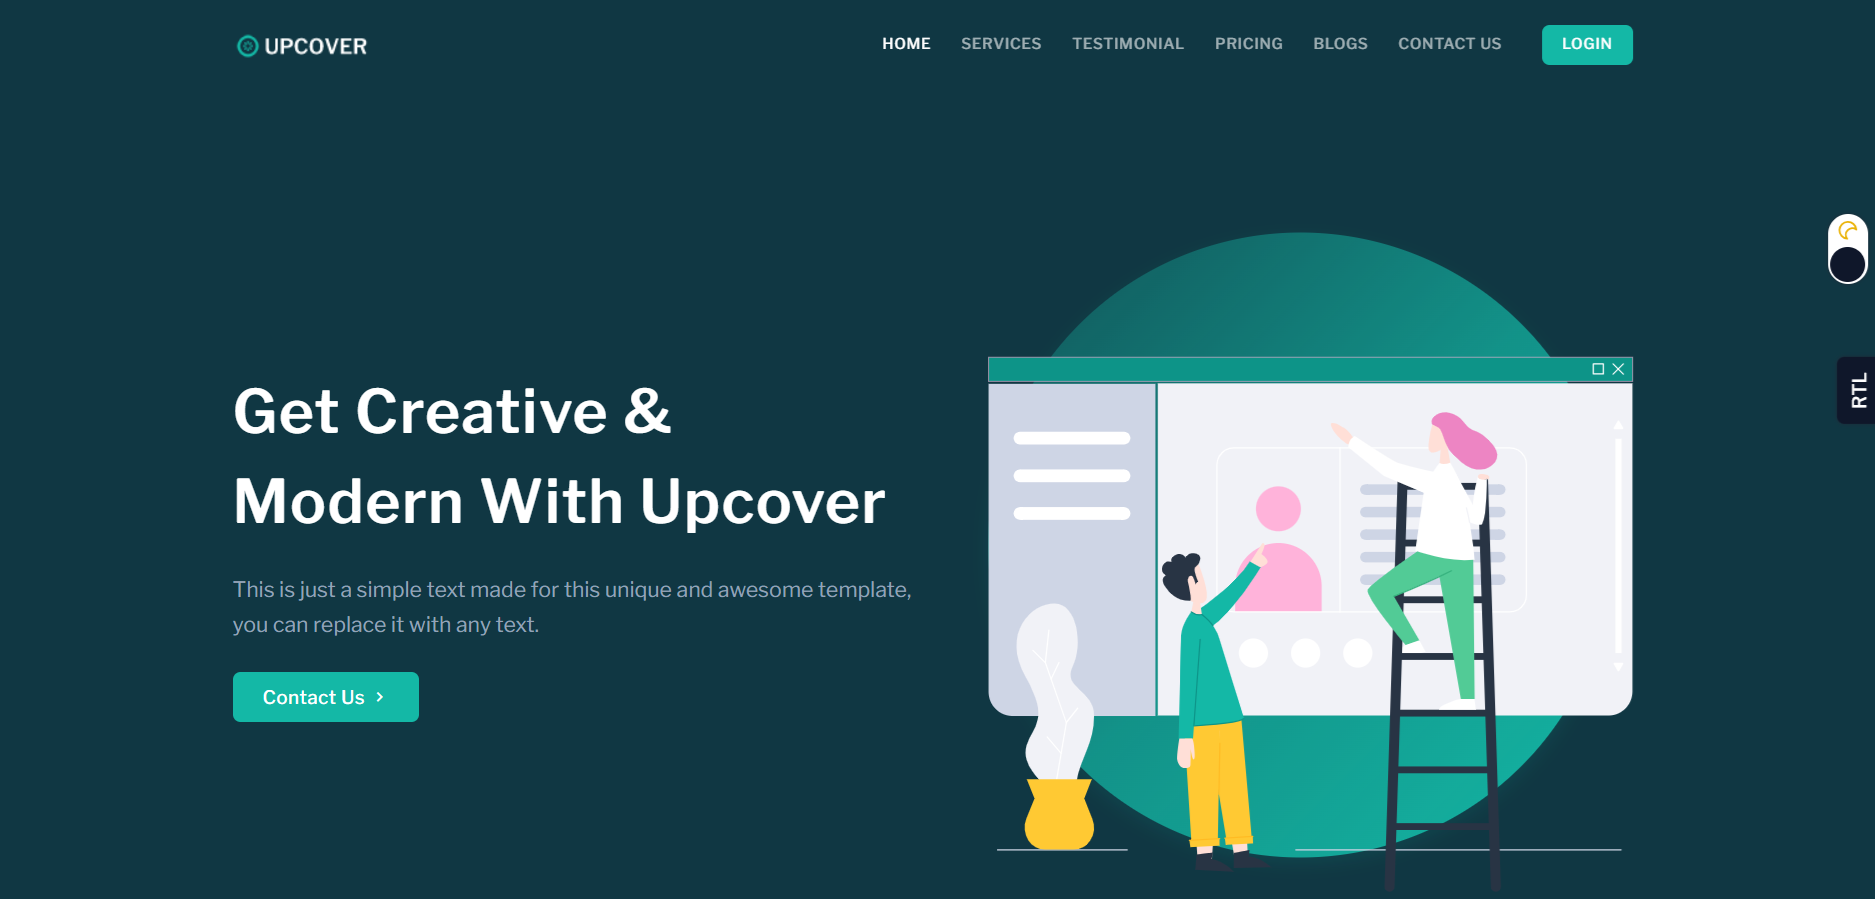 UPCOVER
HOME SERVICES TESTIMONIAL PRICING BLOGS CONTACT US LOGIN
RTL
Get Creative &
Modern With Upcover
This is just a simple text made for this unique and awesome template,
you can replace it with any text.
Contact Us